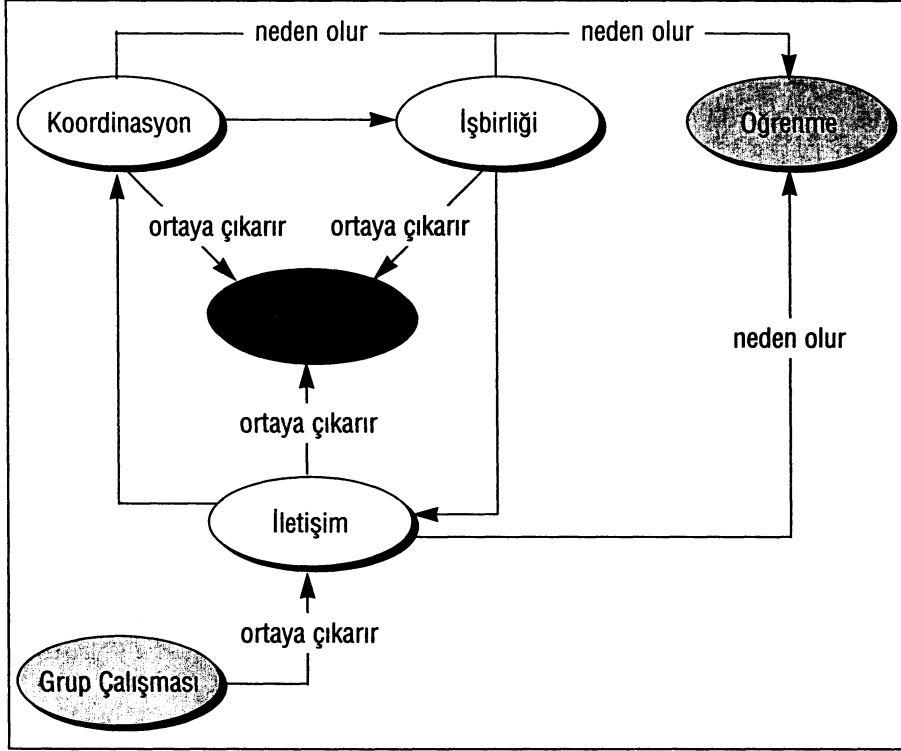 neden olur
neden olur
Koordinasyon
İşbirliği
Öğrenme
ortaya çıkarır
ortaya çıkarır
neden olur
ortaya çıkarır
İletişim
ortaya çıkarır
Grup Çalışması